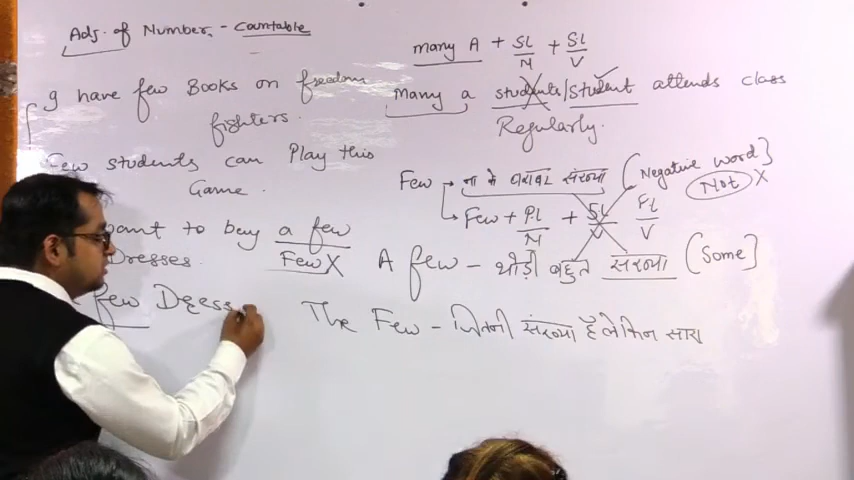 Adj. of Number - Countable
I have few Books on freedom
fighters.
Few students can Play this
Game.
want to buy a few
Dresses. Few X
few Dress
many A + SL/N + SL/V
many a students/student attends class
Regularly.
Few → ना के बराबर संख्या (Negative word)
Not X
Few + PL/N + SL/V PL/V
A few - थोड़ी बहुत संख्या (Some)
The Few - जितनी संख्या है लेकिन सारा